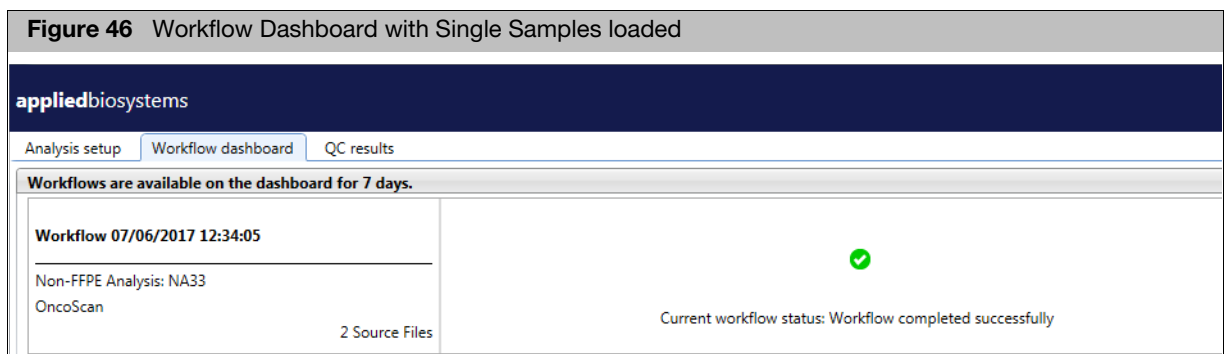 Figure 46 Workflow Dashboard with Single Samples loaded
appliedbiosystems
Analysis setup Workflow dashboard QC results
Workflows are available on the dashboard for 7 days.
Workflow 07/06/2017 12:34:05
Non-FFPE Analysis: NA33
OncoScan
2 Source Files
Current workflow status: Workflow completed successfully